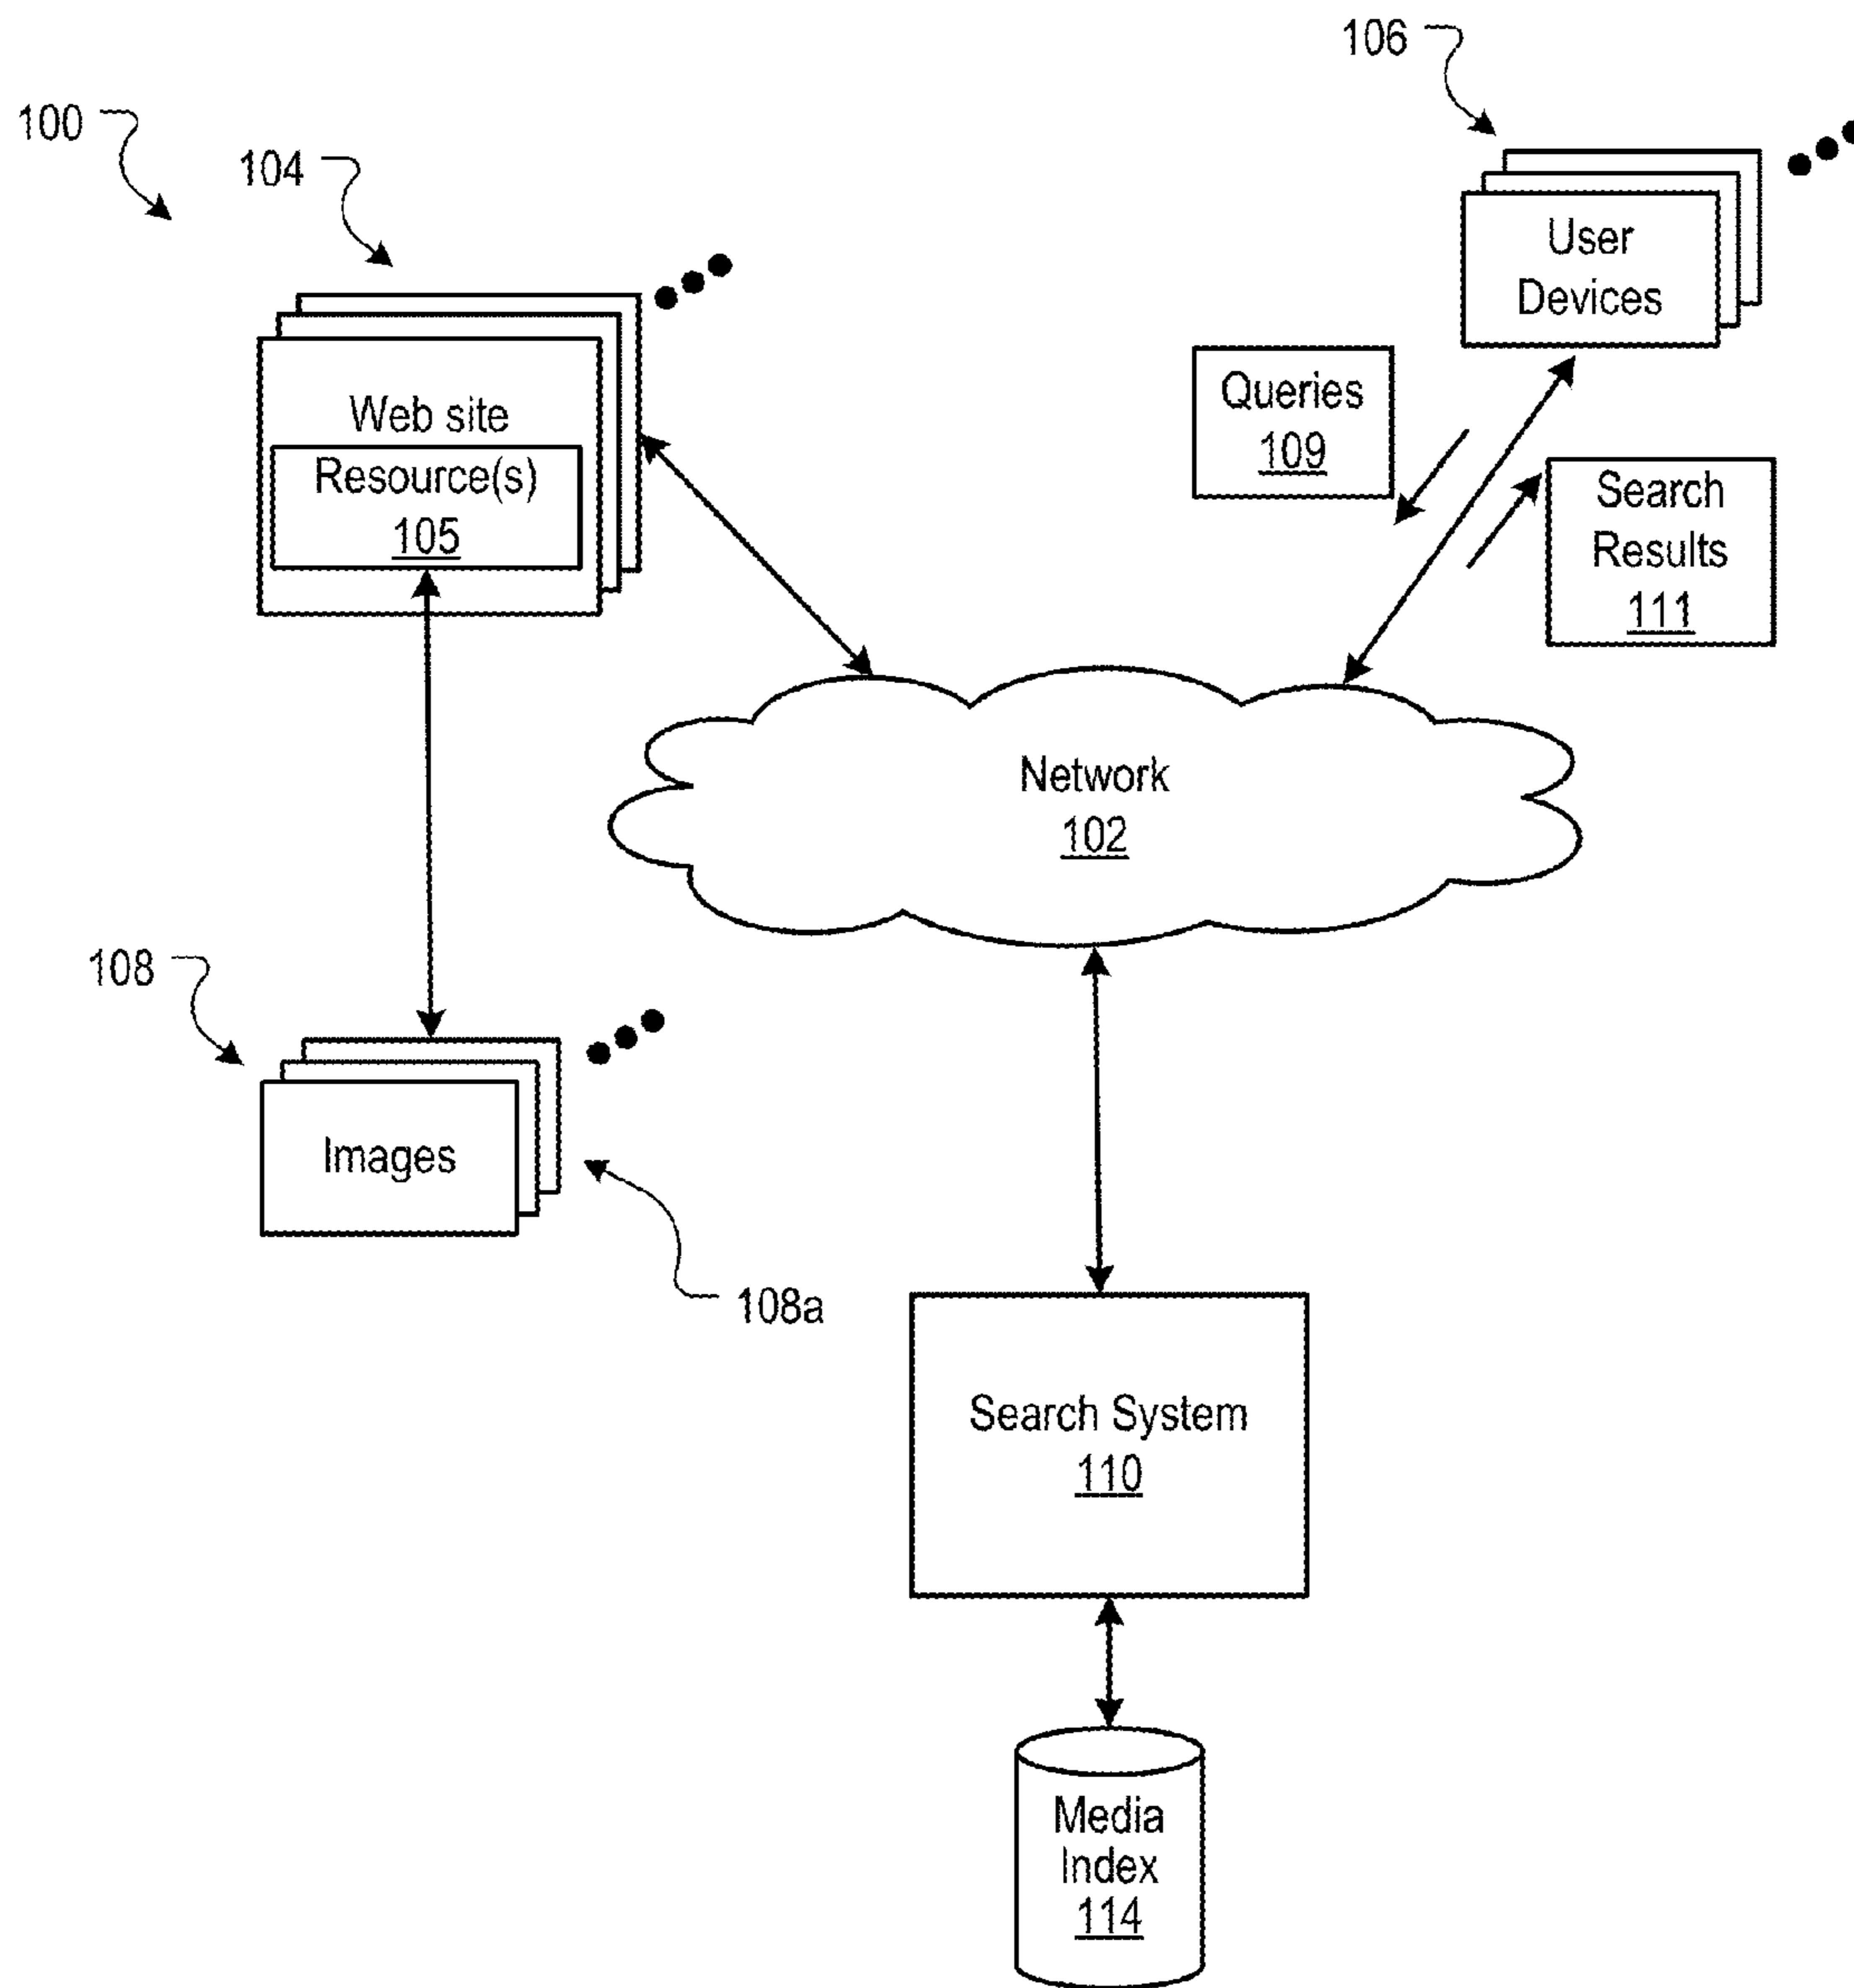 106
100
104
User
Devices
Queries
109
Web site
Resource(s)
105
Search
Results
111
Network
102
108
Images
108a
Search System
110
Media
Index
114